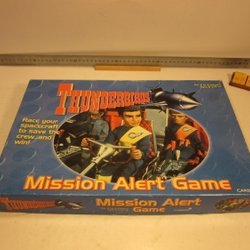 THUNDERBIRDS
Race your
spacecraft
to save the
crew...and
win!
Mission Alert Game
THUNDERBIRDS
Mission Alert
Game